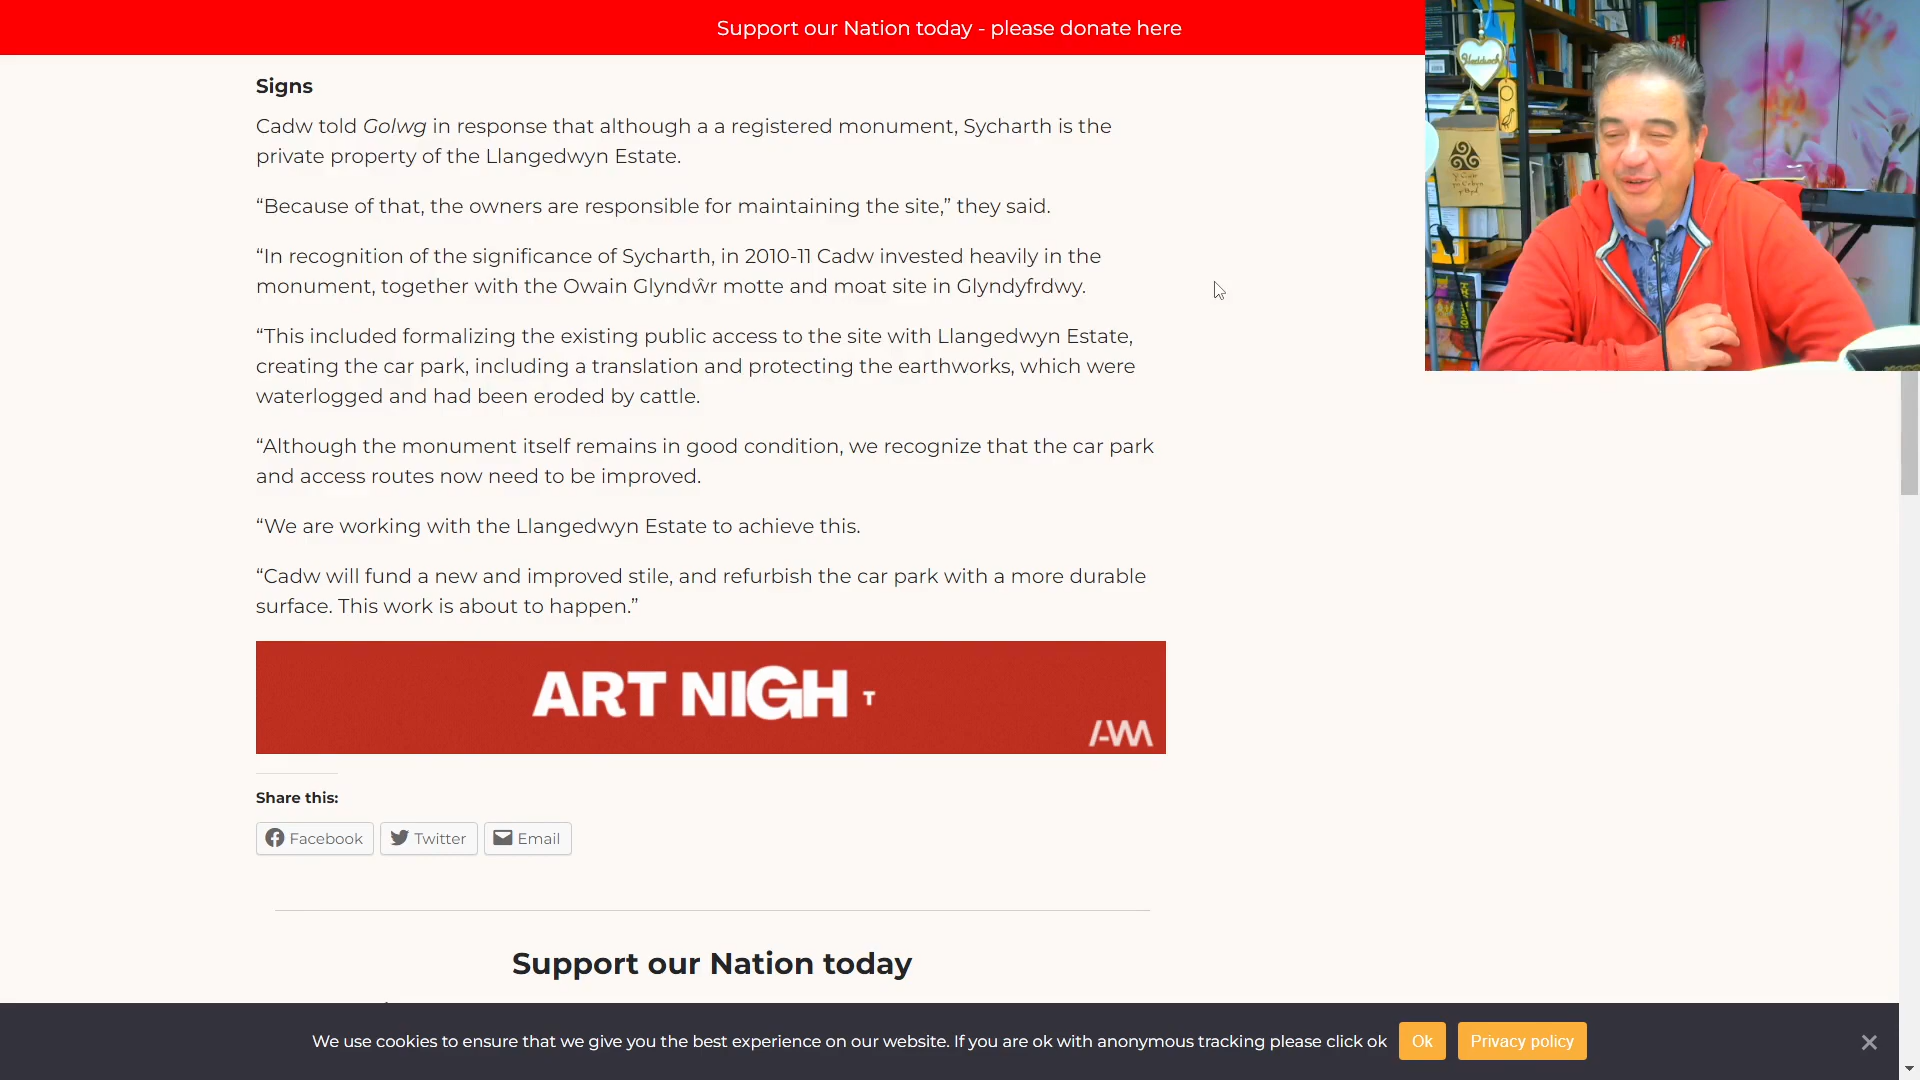 Support our Nation today - please donate here
Signs
Cadw told Golwg in response that although a a registered monument, Sycharth is the
private property of the Llangedwyn Estate.
“Because of that, the owners are responsible for maintaining the site,” they said.
“In recognition of the significance of Sycharth, in 2010-11 Cadw invested heavily in the
monument, together with the Owain Glyndŵr motte and moat site in Glyndyfrdwy.
“This included formalizing the existing public access to the site with Llangedwyn Estate,
creating the car park, including a translation and protecting the earthworks, which were
waterlogged and had been eroded by cattle.
“Although the monument itself remains in good condition, we recognize that the car park
and access routes now need to be improved.
“We are working with the Llangedwyn Estate to achieve this.
“Cadw will fund a new and improved stile, and refurbish the car park with a more durable
surface. This work is about to happen.”
ART NIGHT
AM
Share this:
Facebook
Twitter
Email
Support our Nation today
We use cookies to ensure that we give you the best experience on our website. If you are ok with anonymous tracking please click ok
Ok
Privacy policy